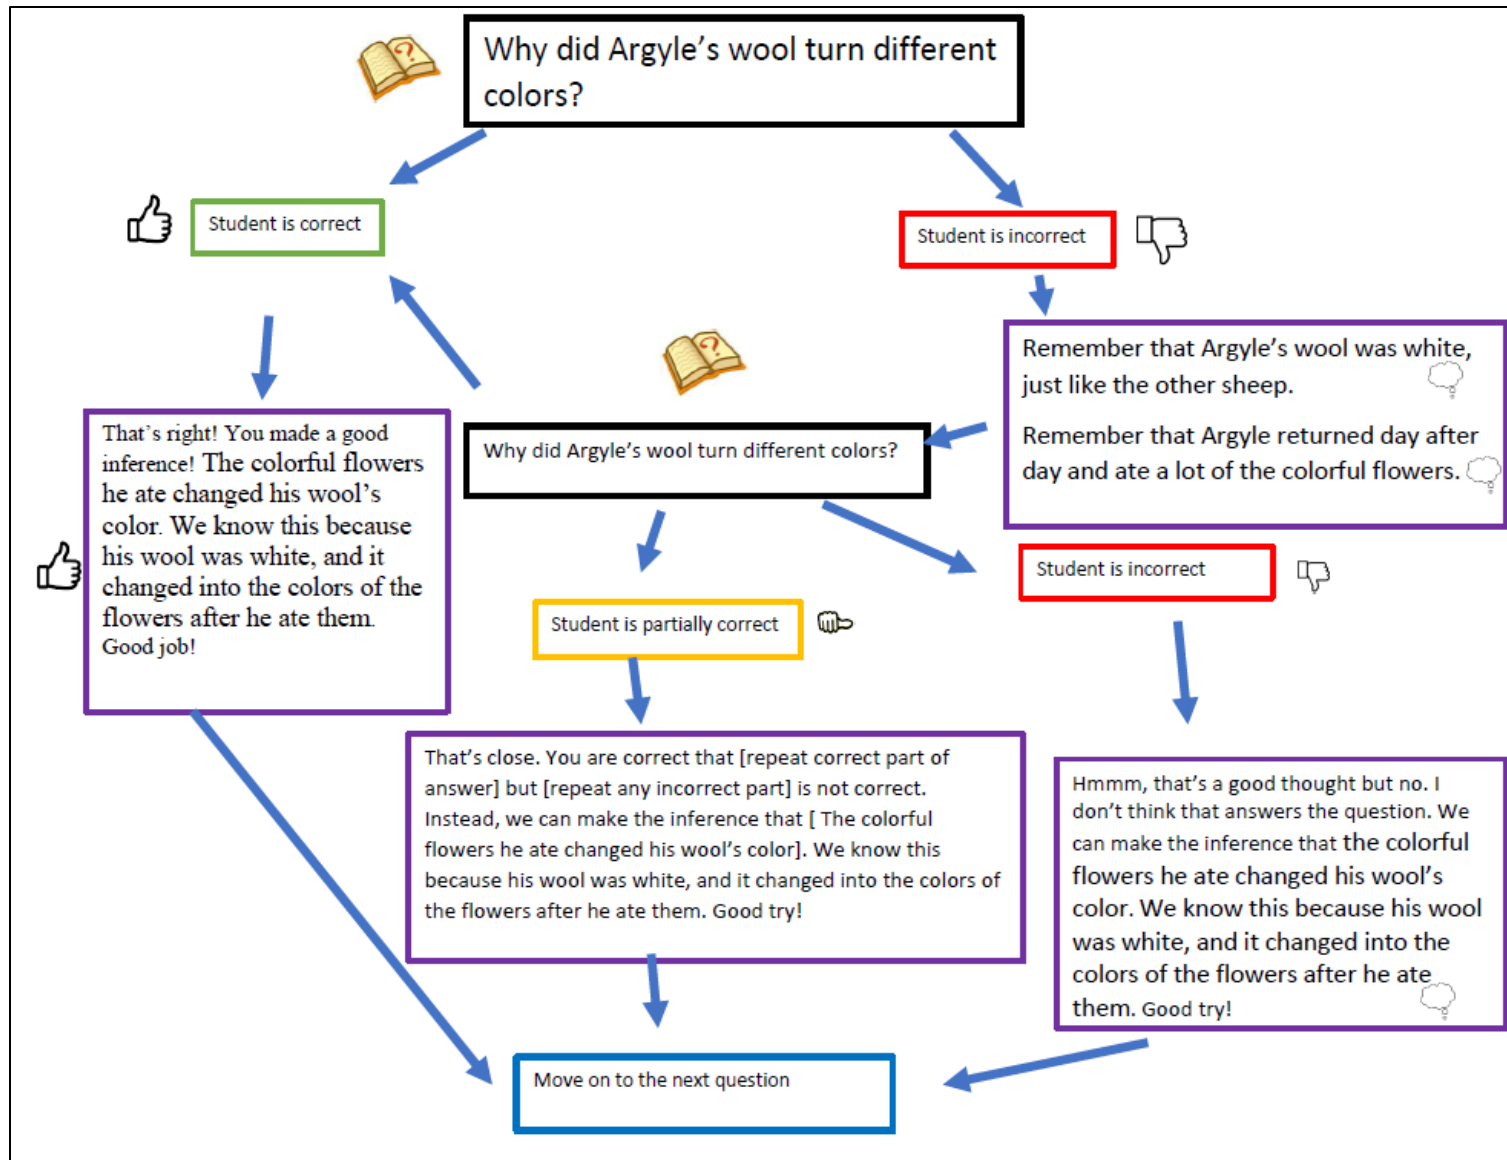 Why did Argyle’s wool turn different
colors?
?
Student is correct
Student is incorrect
Remember that Argyle’s wool was white,
just like the other sheep.
Remember that Argyle returned day after
day and ate a lot of the colorful flowers.
?
Why did Argyle’s wool turn different colors?
That’s right! You made a good
inference! The colorful flowers
he ate changed his wool’s
color. We know this because
his wool was white, and it
changed into the colors of the
flowers after he ate them.
Good job!
Student is partially correct
Student is incorrect
That’s close. You are correct that [repeat correct part of
answer] but [repeat any incorrect part] is not correct.
Instead, we can make the inference that [ The colorful
flowers he ate changed his wool’s color]. We know this
because his wool was white, and it changed into the colors of
the flowers after he ate them. Good try!
Hmmm, that’s a good thought but no. I
don’t think that answers the question. We
can make the inference that the colorful
flowers he ate changed his wool’s
color. We know this because his wool
was white, and it changed into the
colors of the flowers after he ate
them. Good try!
Move on to the next question